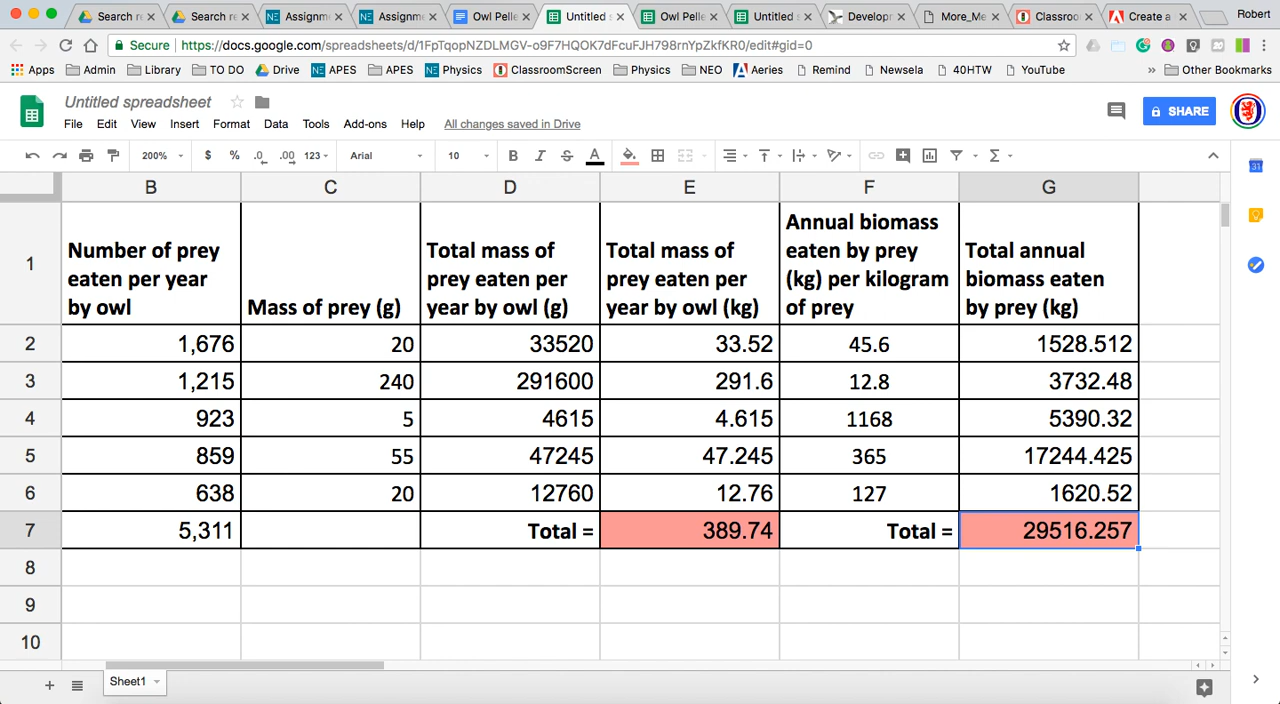 Search re
Search re
Assignme
Assignme
Owl Pelle
Untitled s
Owl Pelle
Untitled s
Developr
More_Me
Classroo
Create a
Robert
Secure https://docs.google.com/spreadsheets/d/1FpTqopNZDLMGV-o9F7HQOK7dFcuFJH798rnYpZkfKR0/edit#gid=0
Apps Admin Library TO DO Drive APES APES Physics ClassroomScreen Physics NEO Aeries Remind Newsela 40HTW YouTube » Other Bookmarks
Untitled spreadsheet
File Edit View Insert Format Data Tools Add-ons Help All changes saved in Drive
SHARE
200% $ % .0 .00 123 Arial 10 B I S A Σ
31
B C D E F G
1
Number of prey
eaten per year
by owl
Mass of prey (g)
Total mass of
prey eaten per
year by owl (g)
Total mass of
prey eaten per
year by owl (kg)
Annual biomass
eaten by prey
(kg) per kilogram
of prey
Total annual
biomass eaten
by prey (kg)
2 1,676 20 33520 33.52 45.6 1528.512
3 1,215 240 291600 291.6 12.8 3732.48
4 923 5 4615 4.615 1168 5390.32
5 859 55 47245 47.245 365 17244.425
6 638 20 12760 12.76 127 1620.52
7 5,311 Total = 389.74 Total = 29516.257
8
9
10
Sheet1